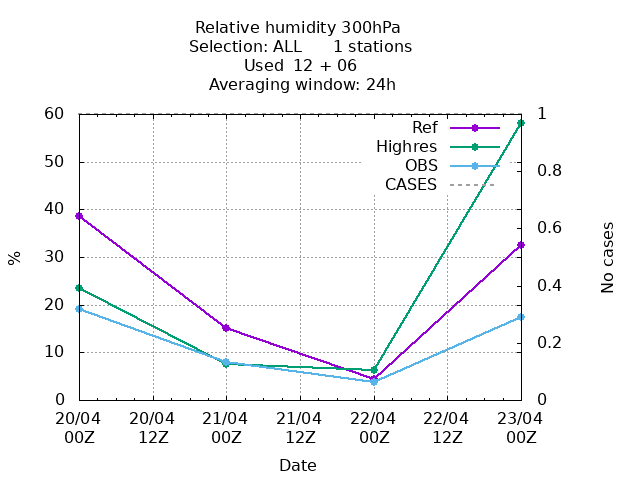 Relative humidity 300hPa
Selection: ALL 1 stations
Used 12 + 06
Averaging window: 24h
60 1
Ref
Highres
50
OBS 0.8
CASES
40
0.6
30
% No cases
0.4
20
10 0.2
0 0
20/04 20/04 21/04 21/04 22/04 22/04 23/04
00Z 12Z 00Z 12Z 00Z 12Z 00Z
Date